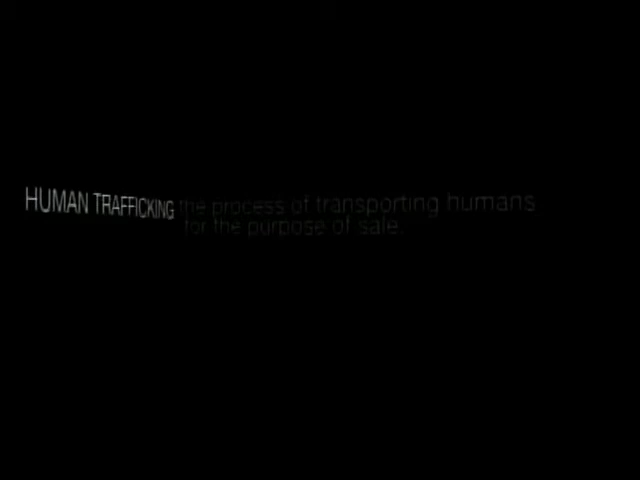 HUMAN TRAFFICKING the process of transporting humans
for the purpose of sale.